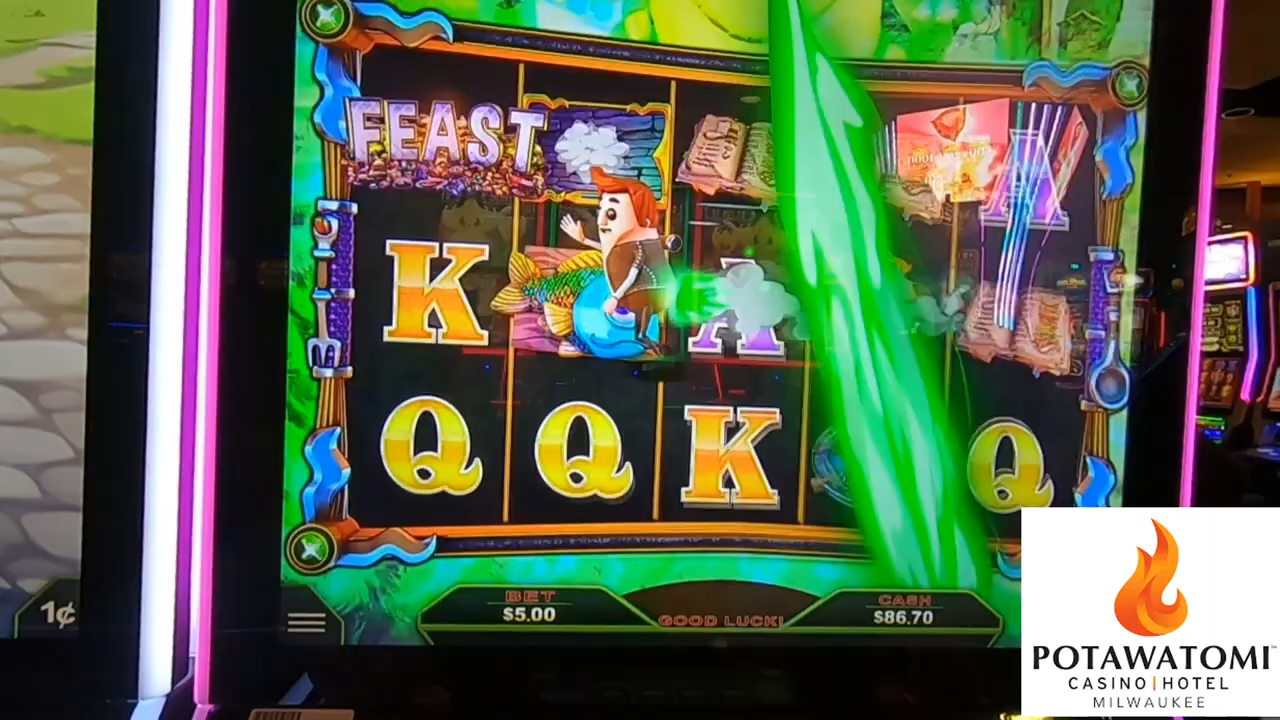 FEAST
A
K
A
Q
Q
K
Q
1¢
BET
$5.00
GOOD LUCK!
CASH
$86.70
POTAWATOMI
CASINO | HOTEL
MILWAUKEE